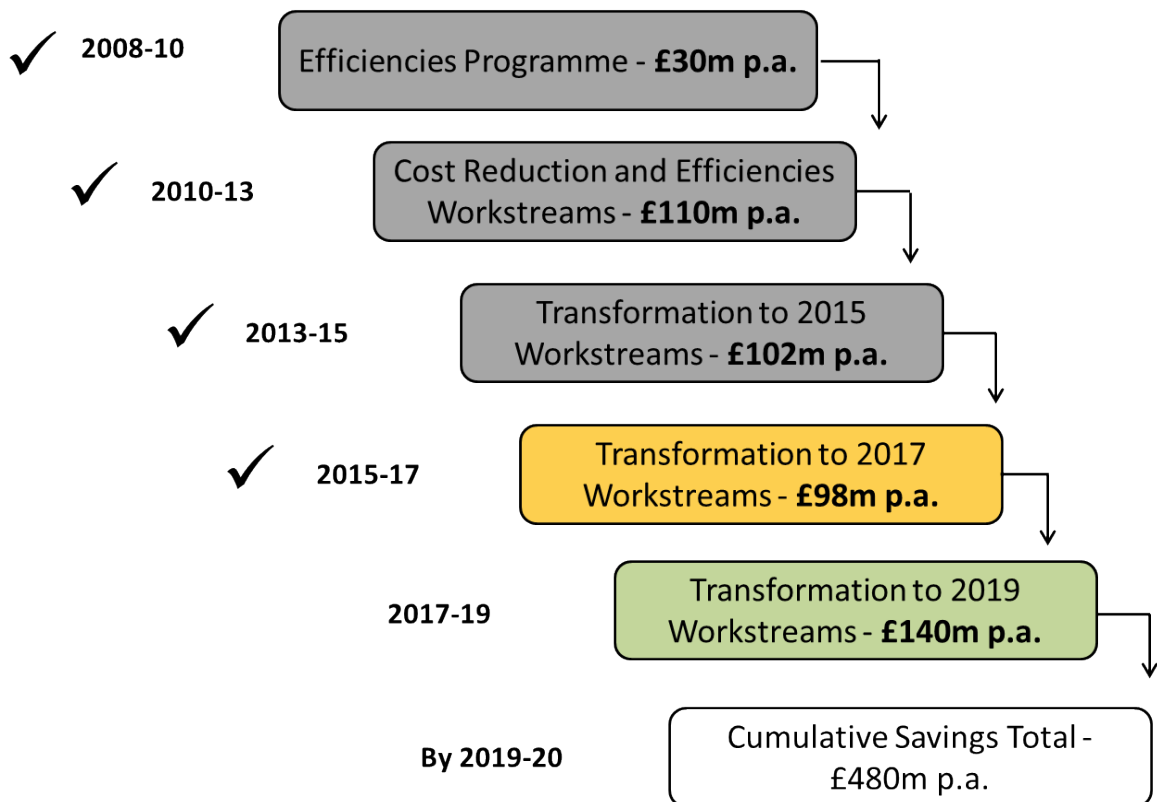 2008-10
Efficiencies Programme - £30m p.a.
2010-13
Cost Reduction and Efficiencies
Workstreams - £110m p.a.
2013-15
Transformation to 2015
Workstreams - £102m p.a.
2015-17
Transformation to 2017
Workstreams - £98m p.a.
2017-19
Transformation to 2019
Workstreams - £140m p.a.
By 2019-20
Cumulative Savings Total -
£480m p.a.